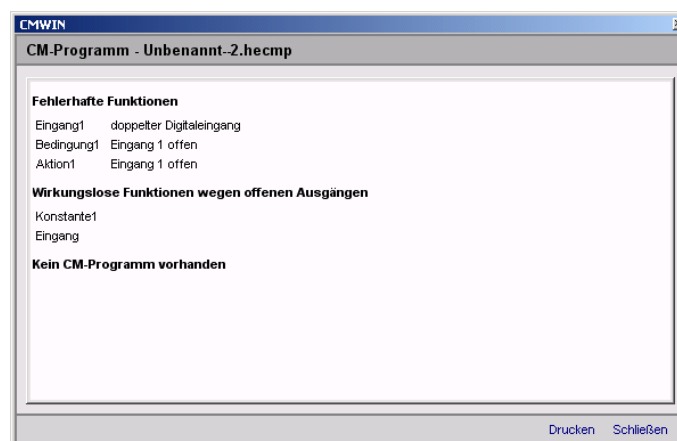 CMWIN
CM-Programm - Unbenannt--2.hecmp
Fehlerhafte Funktionen
Eingang1 doppelter Digitaleingang
Bedingung1 Eingang 1 offen
Aktion1 Eingang 1 offen
Wirkungslose Funktionen wegen offenen Ausgängen
Konstante1
Eingang
Kein CM-Programm vorhanden
Drucken Schließen